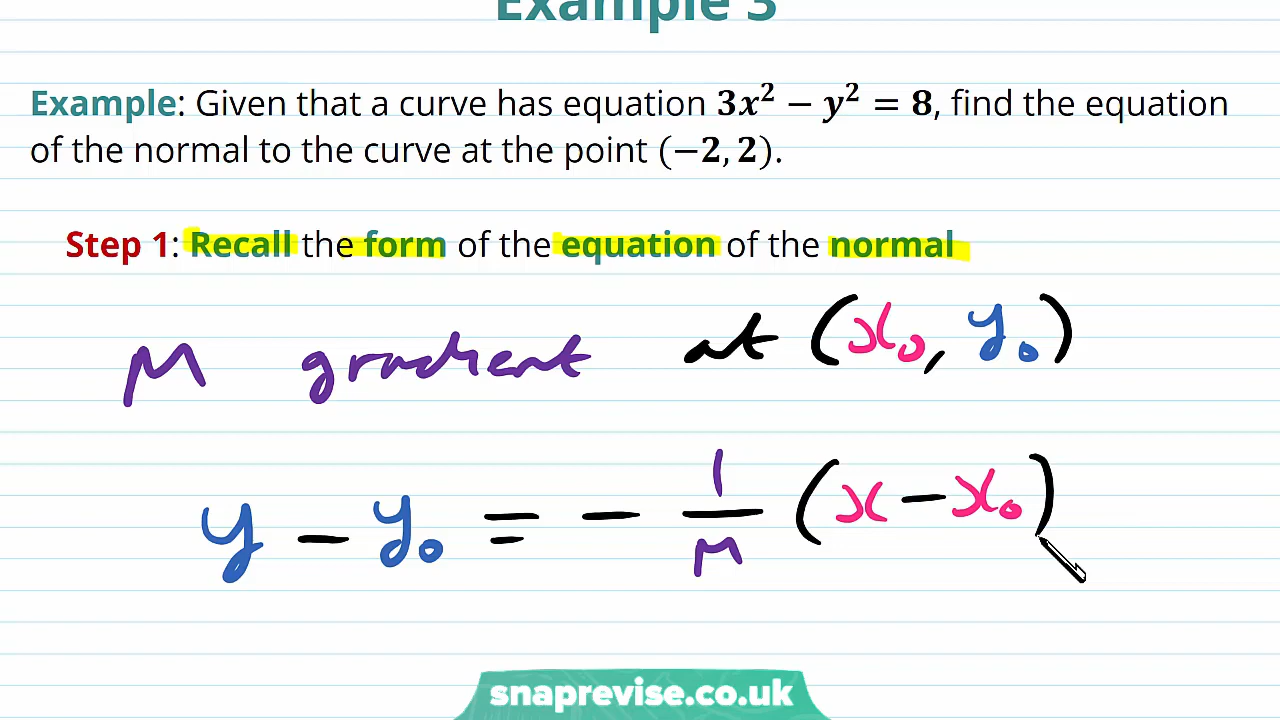 Example 3
Example: Given that a curve has equation 3x² − y² = 8, find the equation
of the normal to the curve at the point (−2, 2).
Step 1: Recall the form of the equation of the normal
M gradient at (x₀, y₀)
y − y₀ = − 1/M (x − x₀)
snaprevise.co.uk